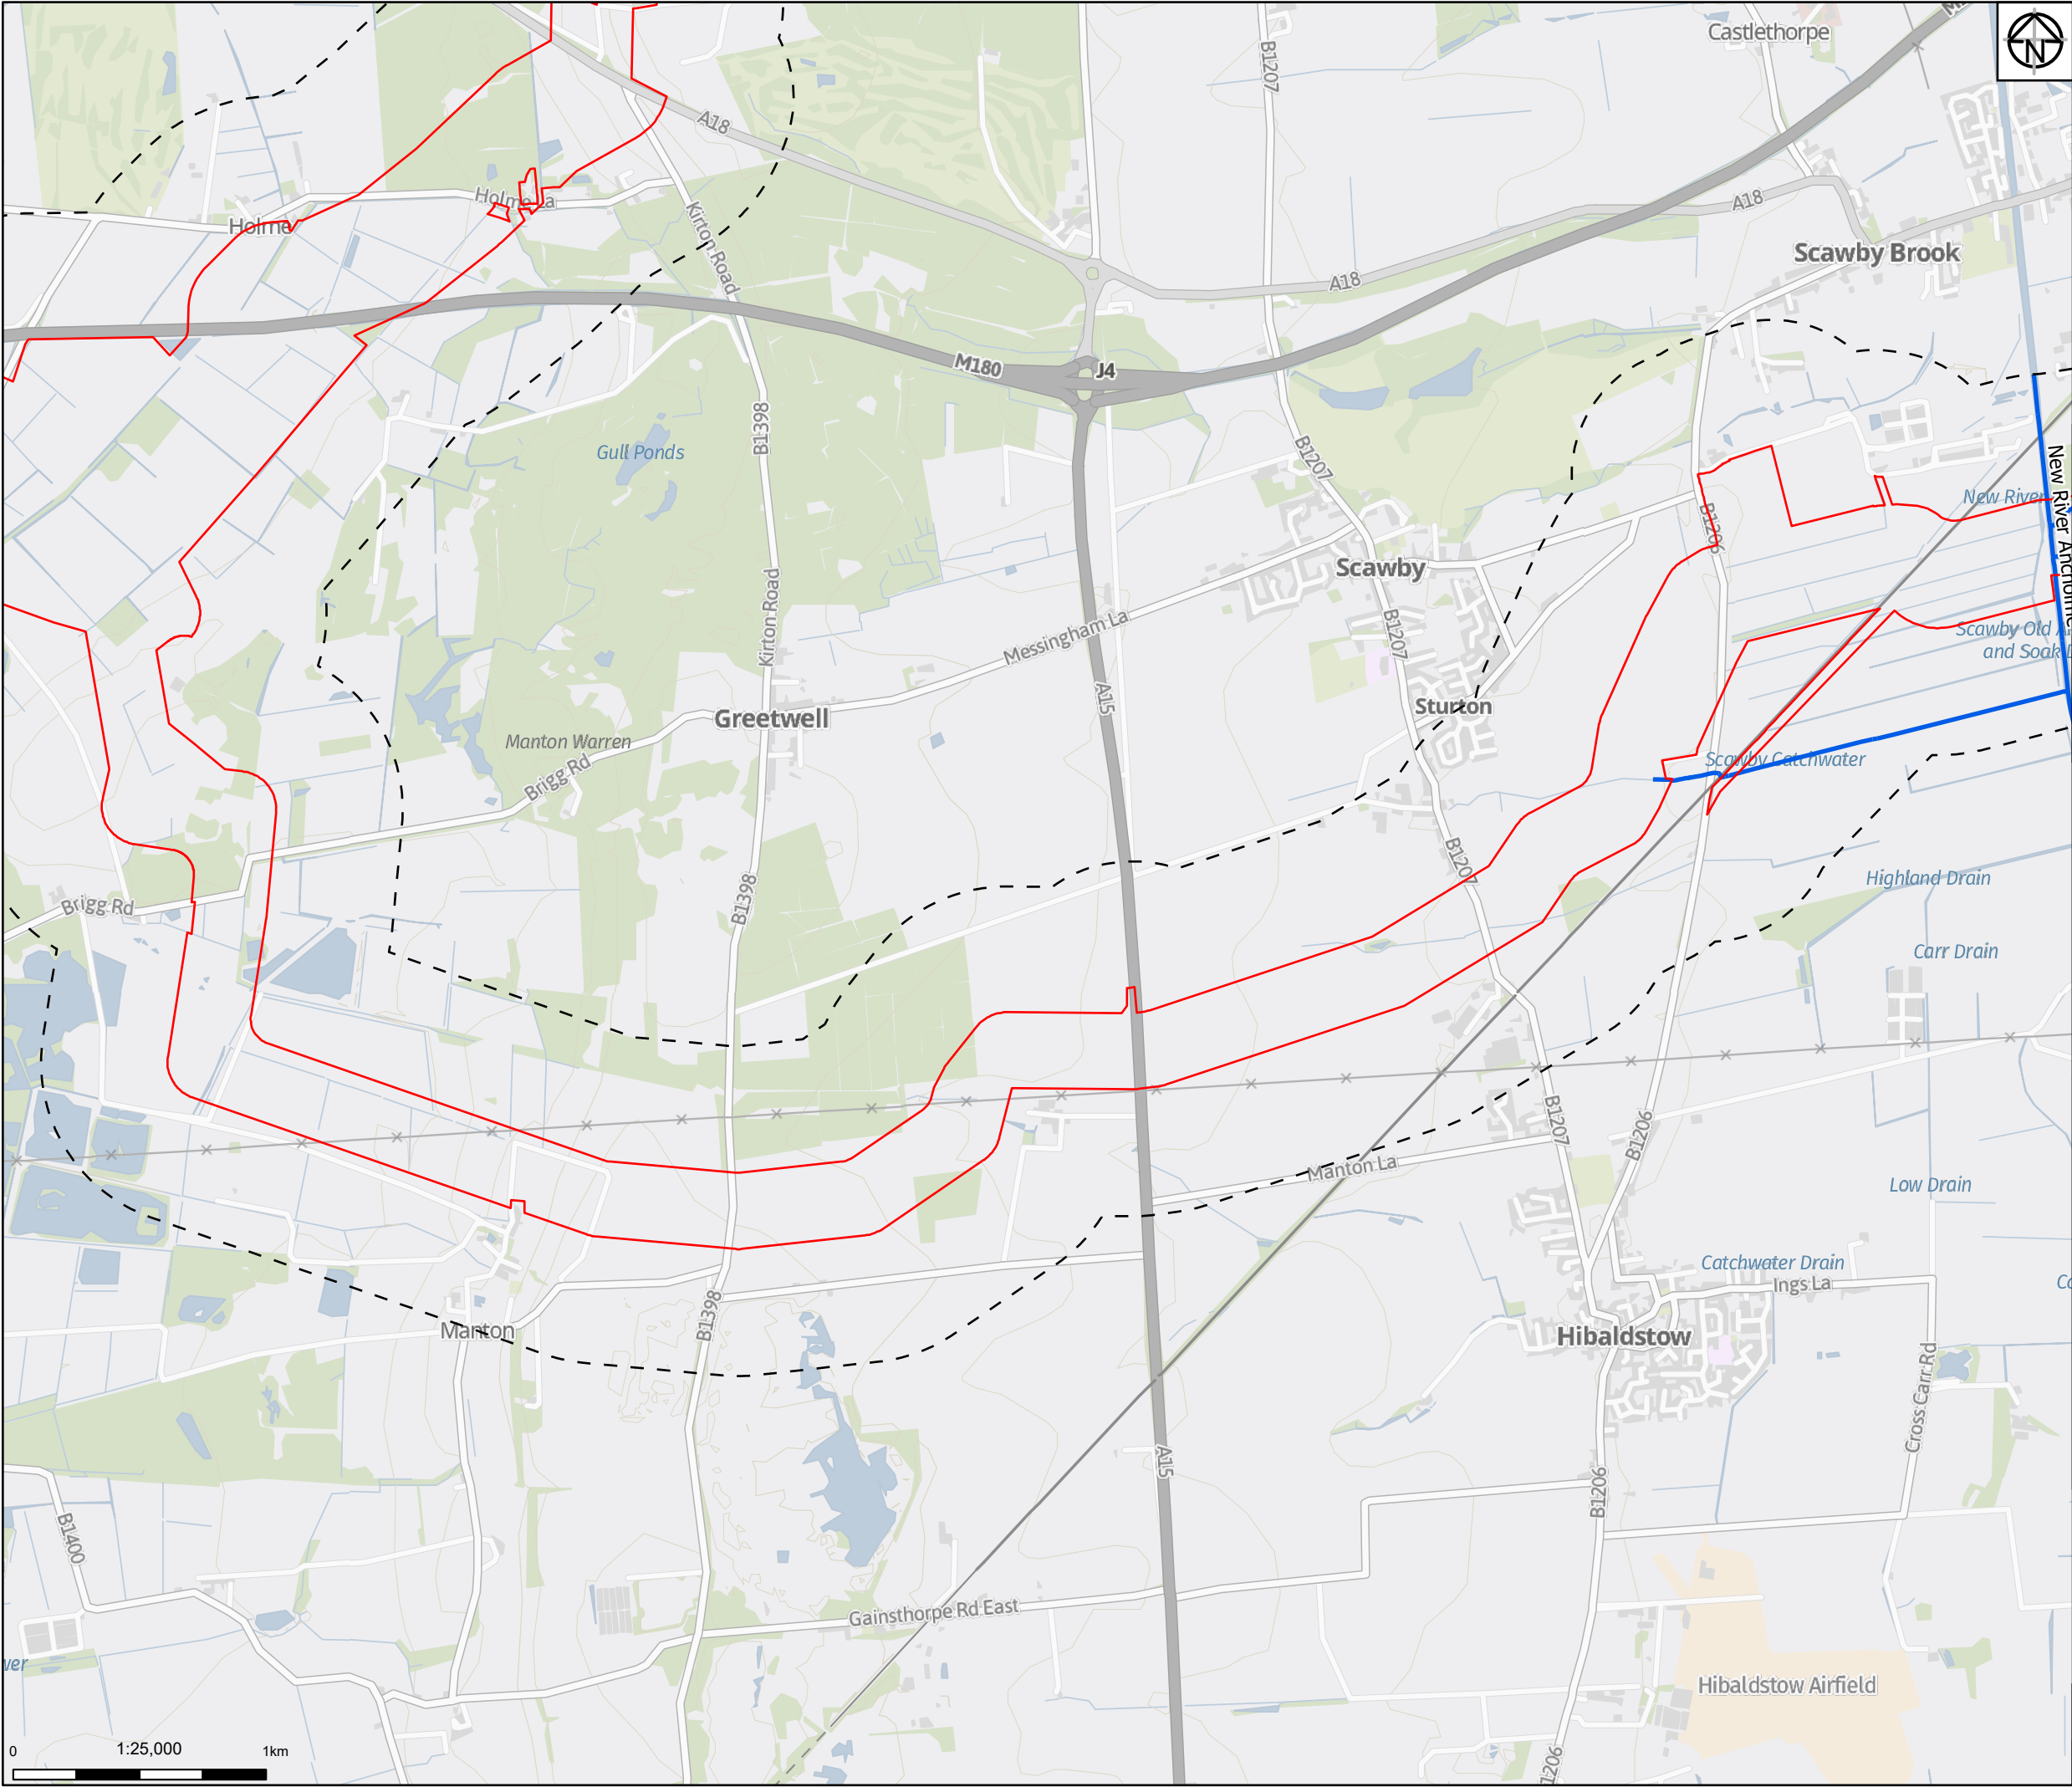 Castlethorpe
N
B1207
A18
Holme La
Holme
Kirton Road
A18
A18
Scawby Brook
M180
J4
B1398
B1207
Gull Ponds
New River
B1206
New River Ancholme
Scawby
Kirton Road
Messingham La
B1207
Scawby Old
and Soak
A15
Sturton
Greetwell
Manton Warren
Brigg Rd
Scawby Catchwater
B1207
Highland Drain
B1398
Brigg Rd
Carr Drain
B1207
B1206
Manton La
Low Drain
Catchwater Drain
Ings La
B1398
Manton
Hibaldstow
Cross Carr Rd
A15
B1206
B1400
Gainsthorpe Rd East
Hibaldstow Airfield
0 1:25,000 1km
1206